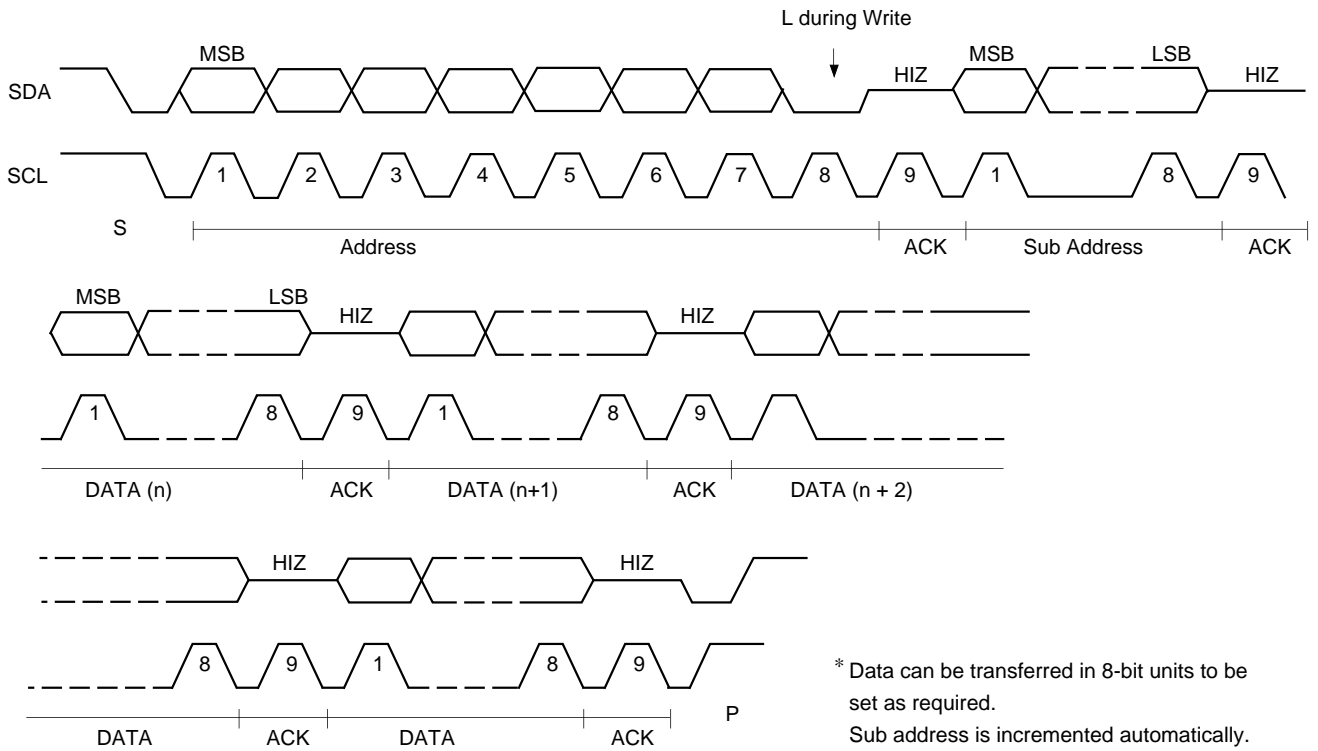 L during Write
MSB HIZ MSB LSB HIZ
SDA
SCL 1 2 3 4 5 6 7 8 9 1 8 9
S Address ACK Sub Address ACK
MSB LSB HIZ HIZ
1 8 9 1 8 9
DATA (n) ACK DATA (n+1) ACK DATA (n + 2)
HIZ HIZ
8 9 1 8 9
P
DATA ACK DATA ACK
* Data can be transferred in 8-bit units to be
set as required.
Sub address is incremented automatically.